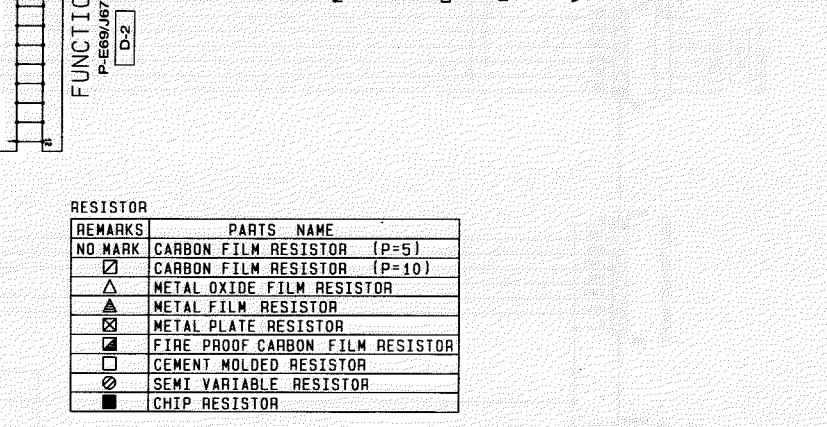 FUNCTIO
P-E69/J67
D-2
RESISTOR
REMARKS PARTS NAME
NO MARK CARBON FILM RESISTOR (P=5)
CARBON FILM RESISTOR (P=10)
METAL OXIDE FILM RESISTOR
METAL FILM RESISTOR
METAL PLATE RESISTOR
FIRE PROOF CARBON FILM RESISTOR
CEMENT MOLDED RESISTOR
SEMI VARIABLE RESISTOR
CHIP RESISTOR